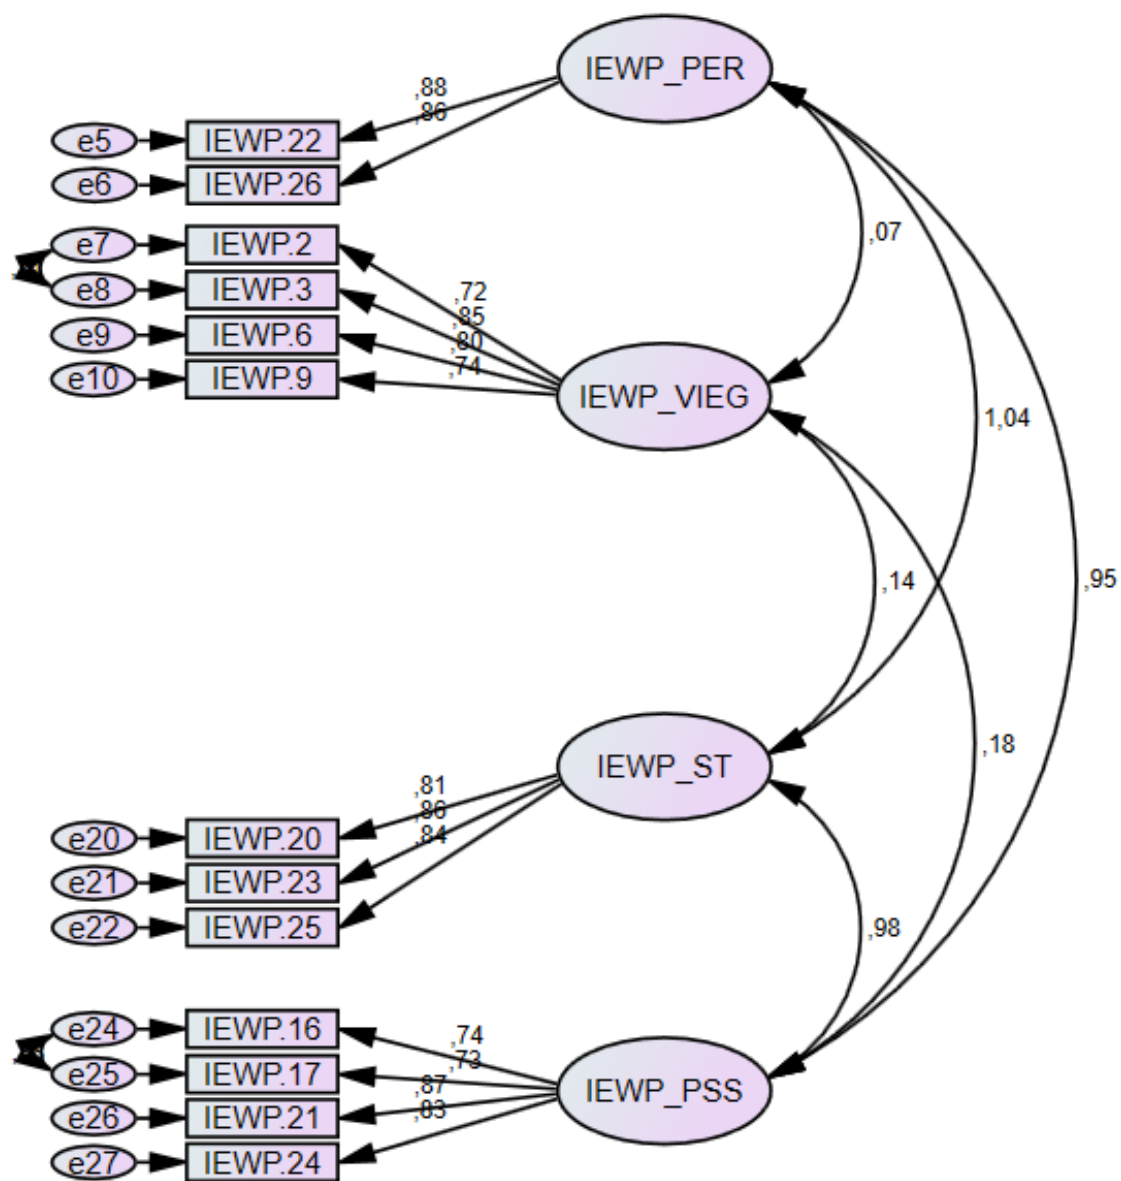 IEWP_PER
,88
,86
e5 IEWP.22
e6 IEWP.26
e7 IEWP.2
,07
e8 IEWP.3
,72
,85
e9 IEWP.6
,80
e10 IEWP.9
,74
IEWP_VIEG
1,04
,14
,95
,18
IEWP_ST
,81
,86
,84
e20 IEWP.20
e21 IEWP.23
e22 IEWP.25
,98
e24 IEWP.16
,74
,73
e25 IEWP.17
,87
IEWP_PSS
e26 IEWP.21
,83
e27 IEWP.24